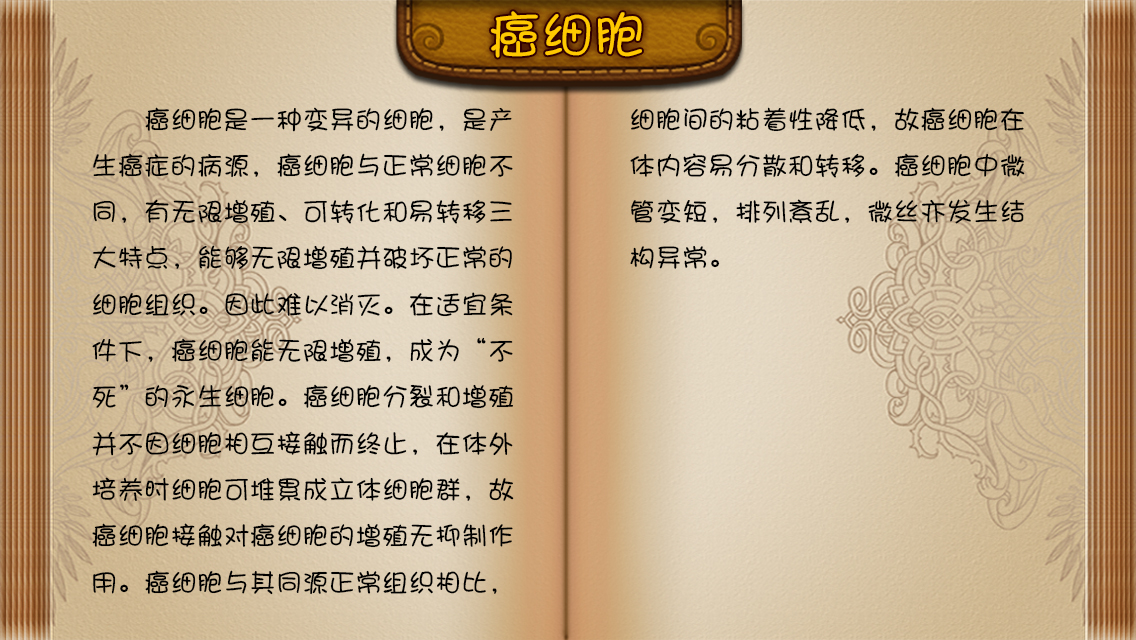 癌细胞
癌细胞是一种变异的细胞，是产
生癌症的病源，癌细胞与正常细胞不
同，有无限增殖、可转化和易转移三
大特点，能够无限增殖并破坏正常的
细胞组织。因此难以消灭。在适宜条
件下，癌细胞能无限增殖，成为“不
死”的永生细胞。癌细胞分裂和增殖
并不因细胞相互接触而终止，在体外
培养时细胞可堆累成立体细胞群，故
癌细胞接触对癌细胞的增殖无抑制作
用。癌细胞与其同源正常组织相比，
细胞间的粘着性降低，故癌细胞在
体内容易分散和转移。癌细胞中微
管变短，排列紊乱，微丝亦发生结
构异常。